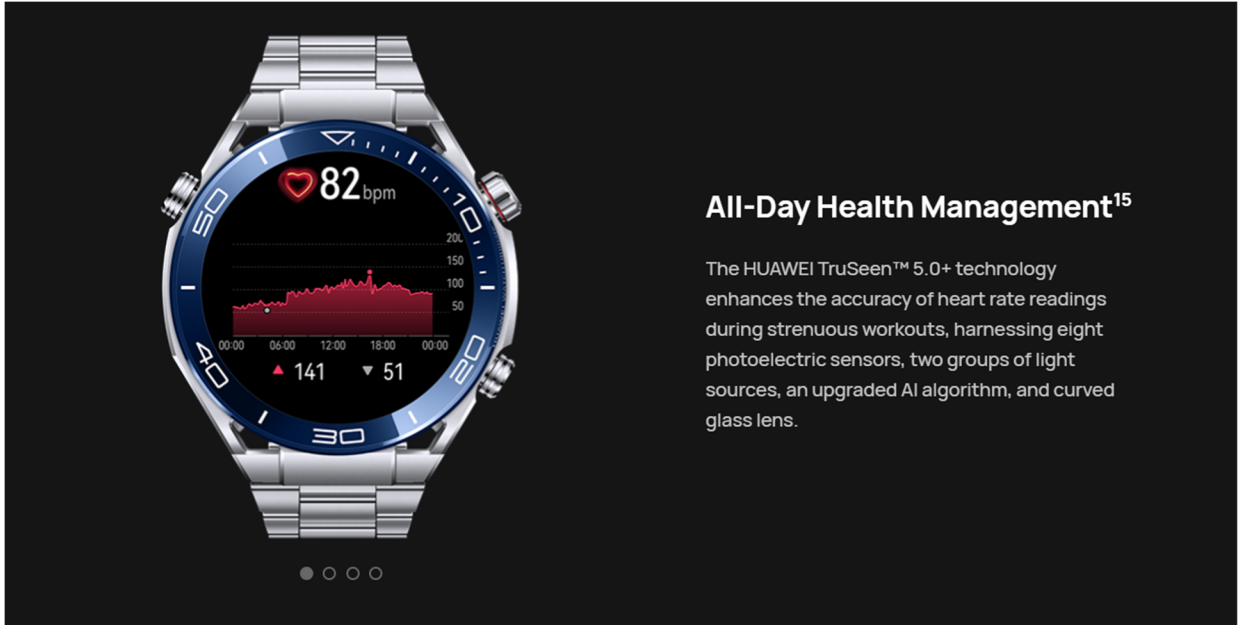 82 bpm
200
150
100
50
00:00 06:00 12:00 18:00 00:00
141 51
10
20
30
40
50
All-Day Health Management15
The HUAWEI TruSeen™ 5.0+ technology
enhances the accuracy of heart rate readings
during strenuous workouts, harnessing eight
photoelectric sensors, two groups of light
sources, an upgraded AI algorithm, and curved
glass lens.